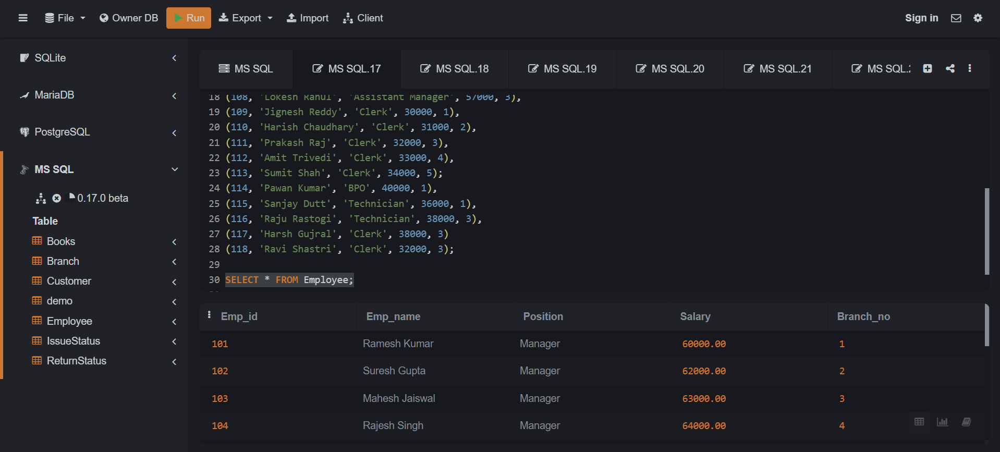 File
Owner DB
Run
Export
Import
Client
Sign in
SQLite
MariaDB
PostgreSQL
MS SQL
0.17.0 beta
Table
Books
Branch
Customer
demo
Employee
IssueStatus
ReturnStatus
MS SQL
MS SQL.17
MS SQL.18
MS SQL.19
MS SQL.20
MS SQL.21
MS SQL.
18 (108, 'Lokesh Rahul', 'Assistant Manager', 57000, 3),
19 (109, 'Jignesh Reddy', 'Clerk', 30000, 1),
20 (110, 'Harish Chaudhary', 'Clerk', 31000, 2),
21 (111, 'Prakash Raj', 'Clerk', 32000, 3),
22 (112, 'Amit Trivedi', 'Clerk', 33000, 4),
23 (113, 'Sumit Shah', 'Clerk', 34000, 5);
24 (114, 'Pawan Kumar', 'BPO', 40000, 1),
25 (115, 'Sanjay Dutt', 'Technician', 36000, 1),
26 (116, 'Raju Rastogi', 'Technician', 38000, 3),
27 (117, 'Harsh Gujral', 'Clerk', 38000, 3)
28 (118, 'Ravi Shastri', 'Clerk', 32000, 3);
29
30 SELECT * FROM Employee;
Emp_id Emp_name Position Salary Branch_no
101 Ramesh Kumar Manager 60000.00 1
102 Suresh Gupta Manager 62000.00 2
103 Mahesh Jaiswal Manager 63000.00 3
104 Rajesh Singh Manager 64000.00 4